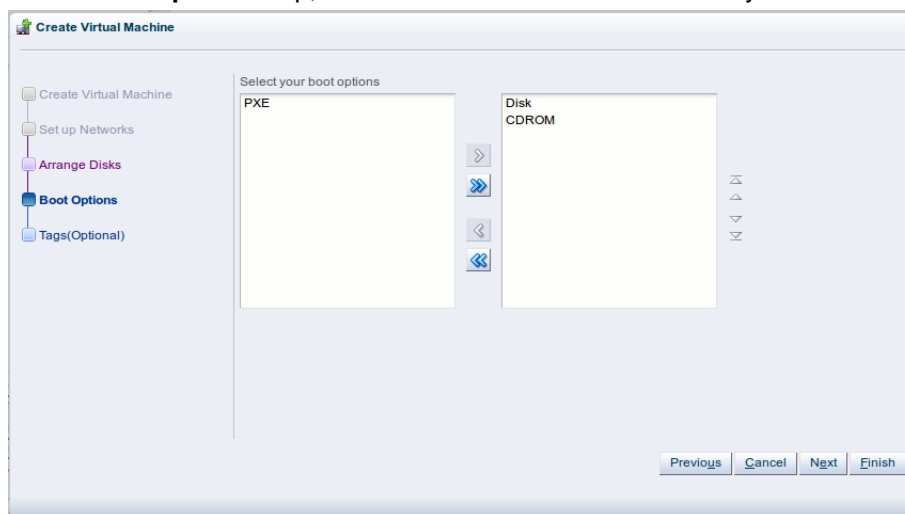 Create Virtual Machine
Create Virtual Machine
Set up Networks
Arrange Disks
Boot Options
Tags(Optional)
Select your boot options
PXE
Disk
CDROM
Previous
Cancel
Next
Finish